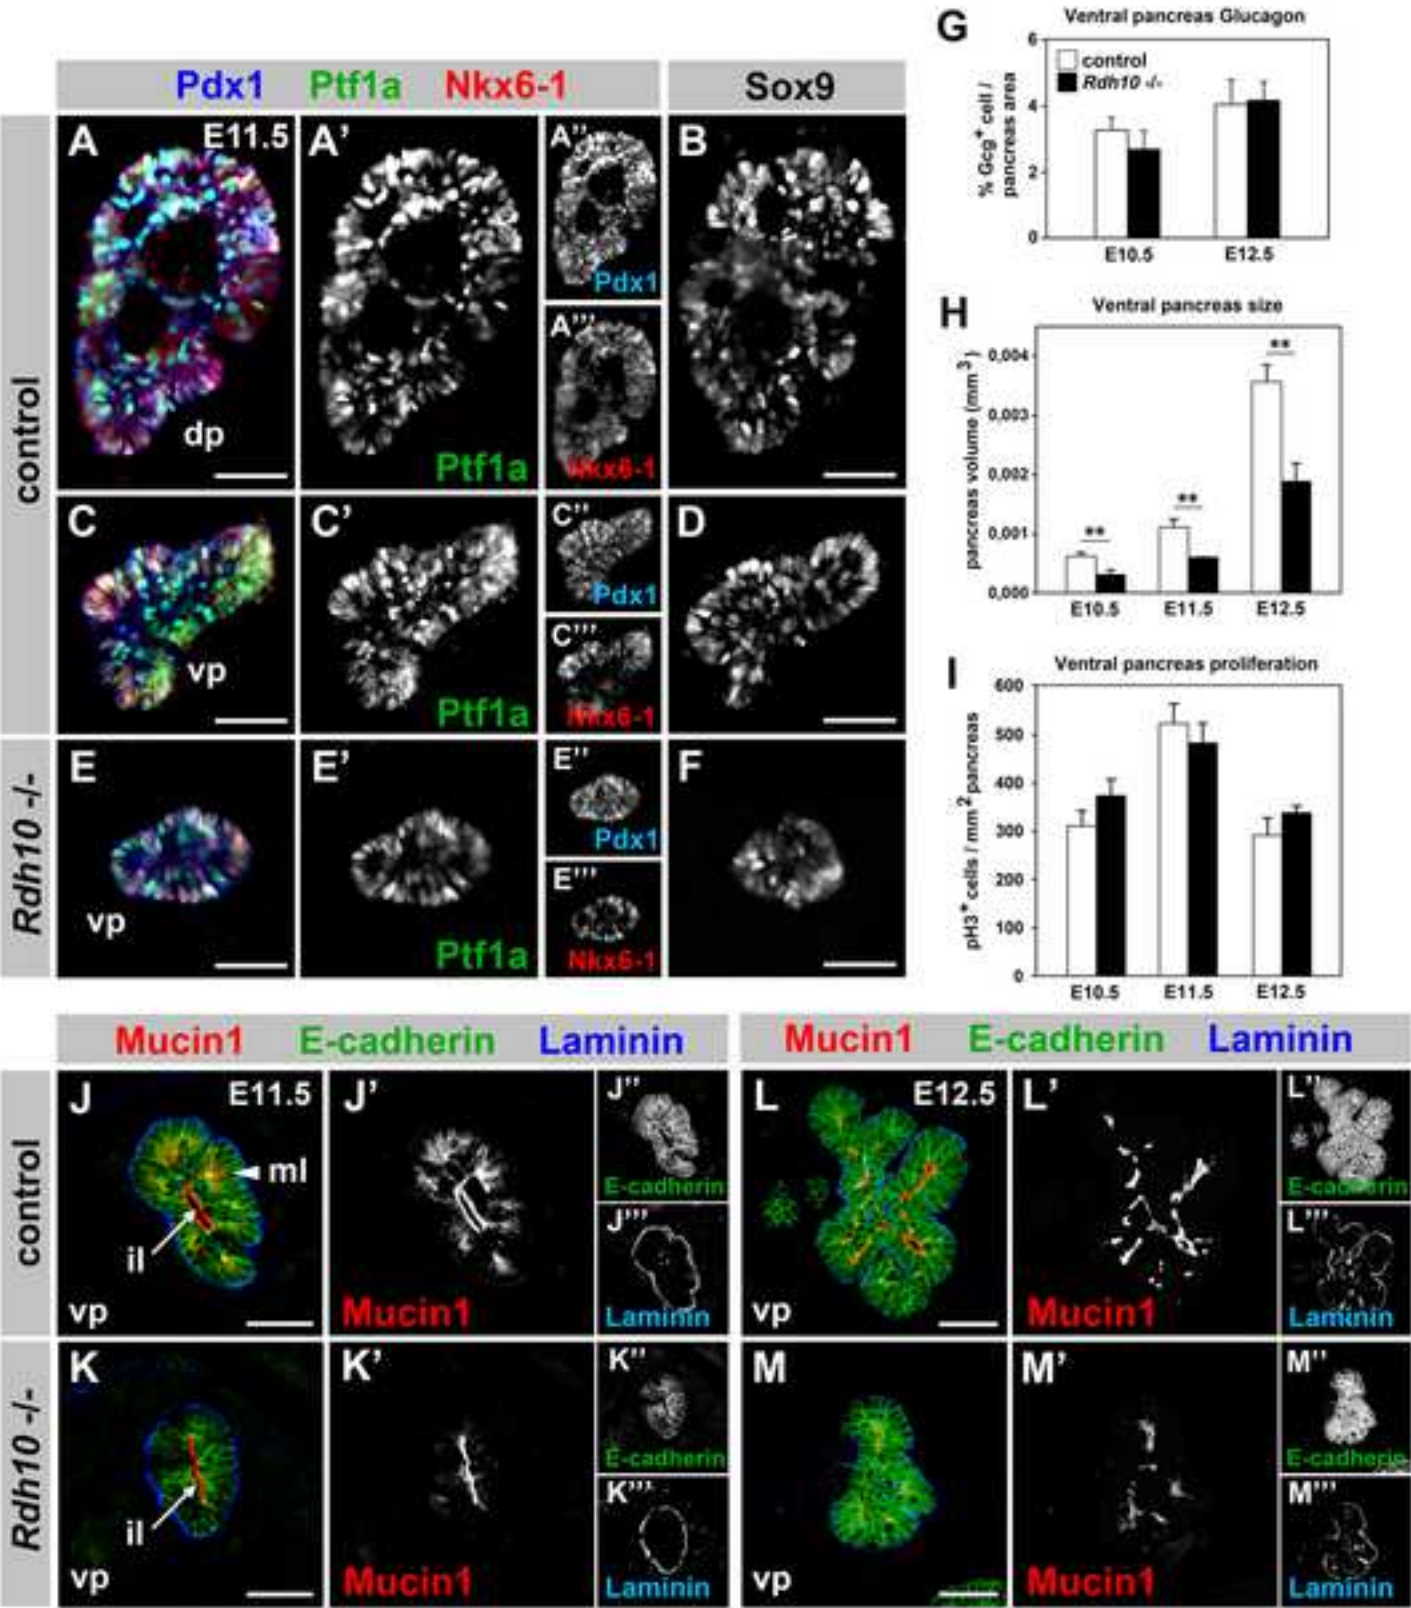 Pdx1 Ptf1a Nkx6-1 Sox9
control
A E11.5 dp
A' Ptf1a
A'' Pdx1
A''' Nkx6-1
B
C vp
C' Ptf1a
C'' Pdx1
C''' Nkx6-1
D
Rdh10 -/-
E vp
E' Ptf1a
E'' Pdx1
E''' Nkx6-1
F
G Ventral pancreas Glucagon
% Gcg+ cell /
pancreas area
6
4
2
0
control
Rdh10 -/-
E10.5 E12.5
H Ventral pancreas size
pancreas volume (mm3)
0,004
0,003
0,002
0,001
0,000
** ** **
E10.5 E11.5 E12.5
I Ventral pancreas proliferation
pH3+ cells / mm2 pancreas
600
500
400
300
200
100
0
E10.5 E11.5 E12.5
Mucin1 E-cadherin Laminin
Mucin1 E-cadherin Laminin
control
J E11.5 ml il vp
J' Mucin1
J'' E-cadherin
J''' Laminin
L E12.5 vp
L' Mucin1
L'' E-cadherin
L''' Laminin
Rdh10 -/-
K il vp
K' Mucin1
K'' E-cadherin
K''' Laminin
M vp
M' Mucin1
M'' E-cadherin
M''' Laminin